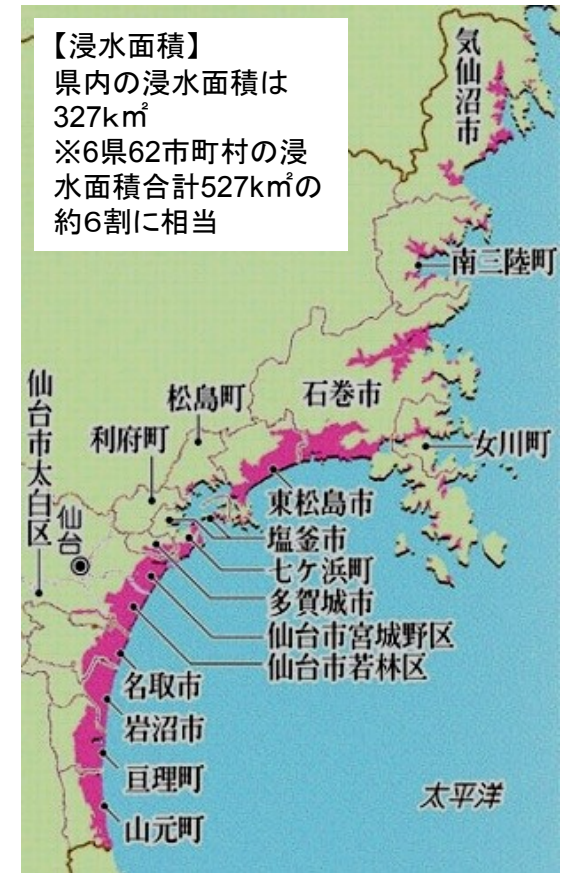 【浸水面積】
県内の浸水面積は
327ｋ㎡
※6県62市町村の浸
水面積合計527k㎡の
約６割に相当
気仙沼市
南三陸町
石巻市
松島町
女川町
利府町
仙台市太白区
仙台
東松島市
塩釜市
七ケ浜町
多賀城市
仙台市宮城野区
仙台市若林区
名取市
岩沼市
亘理町
山元町
太平洋